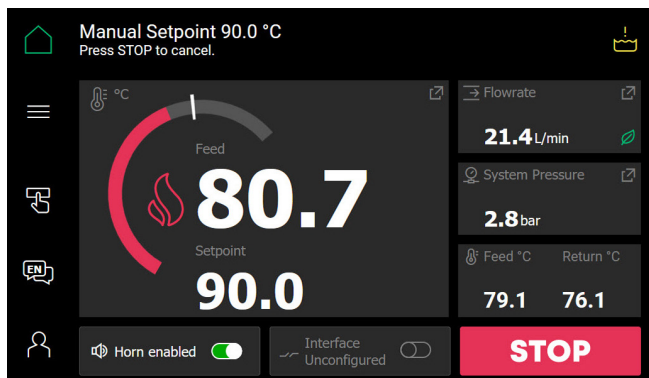 Manual Setpoint 90.0 °C
Press STOP to cancel.
°C
Feed
80.7
Setpoint
90.0
Flowrate
21.4 L/min
System Pressure
2.8 bar
Feed °C Return °C
79.1 76.1
EN
Horn enabled
Interface
Unconfigured
STOP